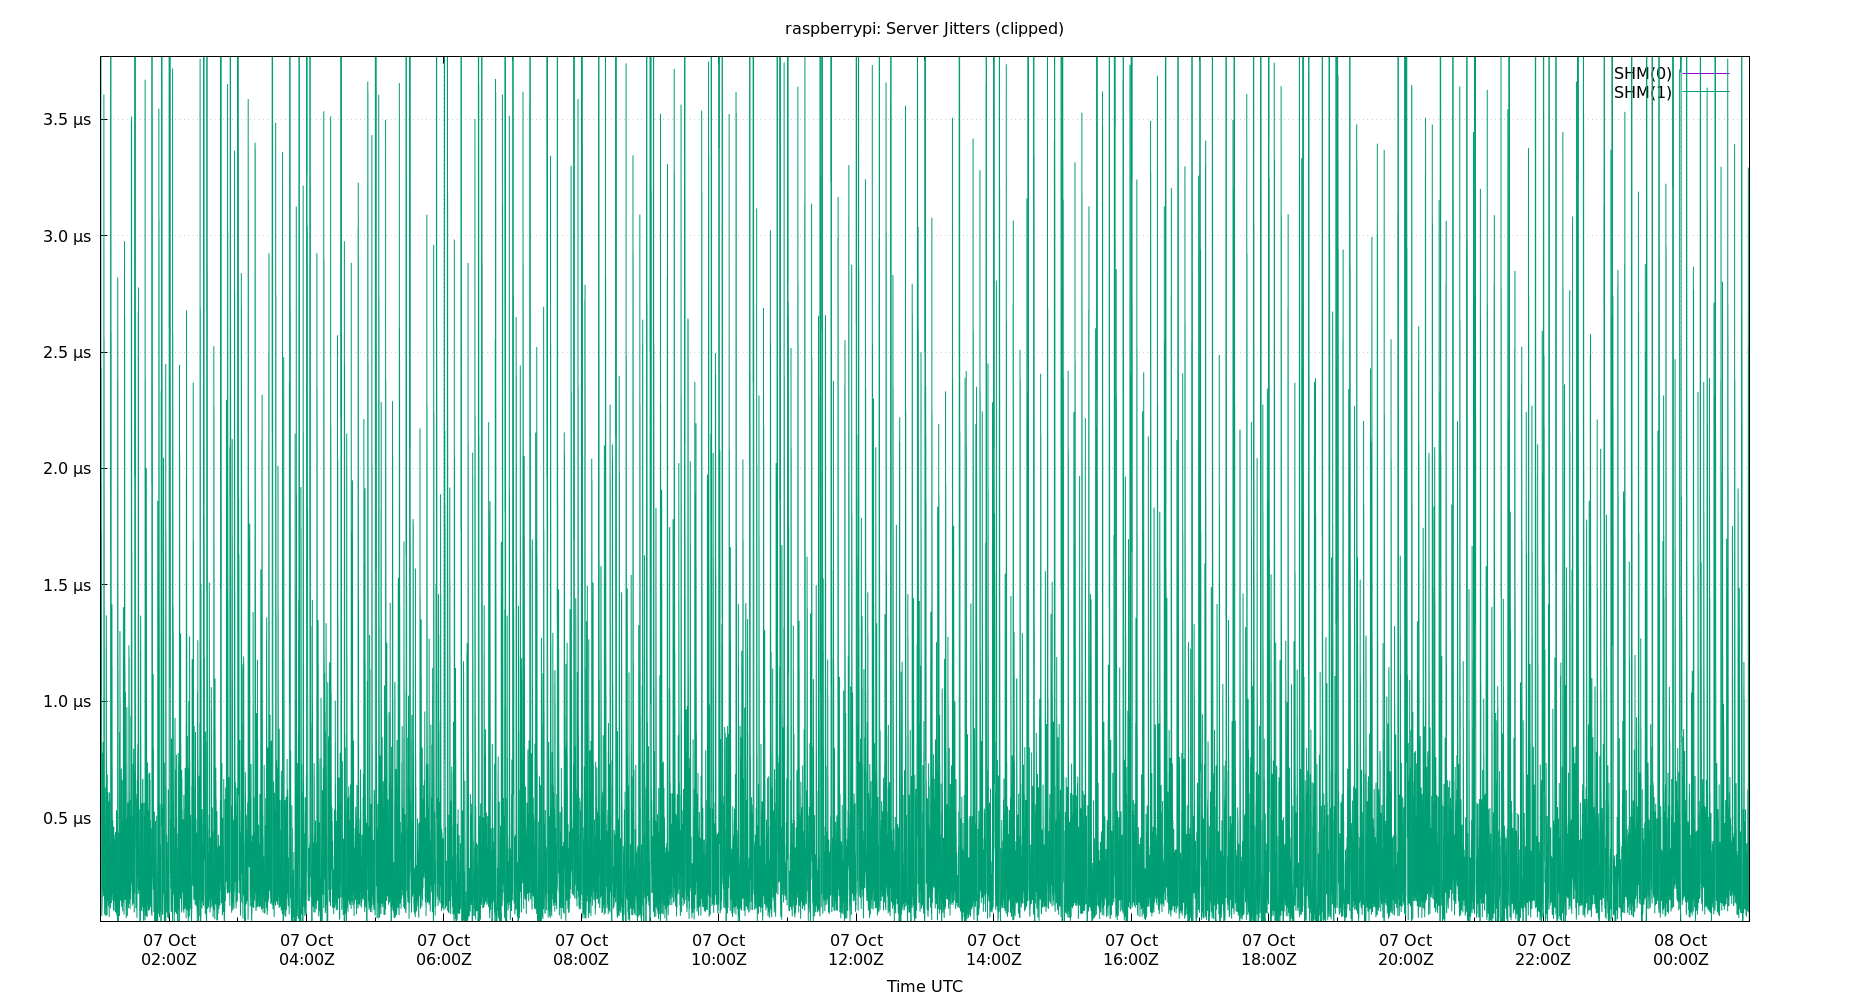 raspberrypi: Server Jitters (clipped)
SHM(0)
SHM(1)
3.5 µs
3.0 µs
2.5 µs
2.0 µs
1.5 µs
1.0 µs
0.5 µs
07 Oct 07 Oct 07 Oct 07 Oct 07 Oct 07 Oct 07 Oct 07 Oct 07 Oct 07 Oct 07 Oct 08 Oct
02:00Z 04:00Z 06:00Z 08:00Z 10:00Z 12:00Z 14:00Z 16:00Z 18:00Z 20:00Z 22:00Z 00:00Z
Time UTC